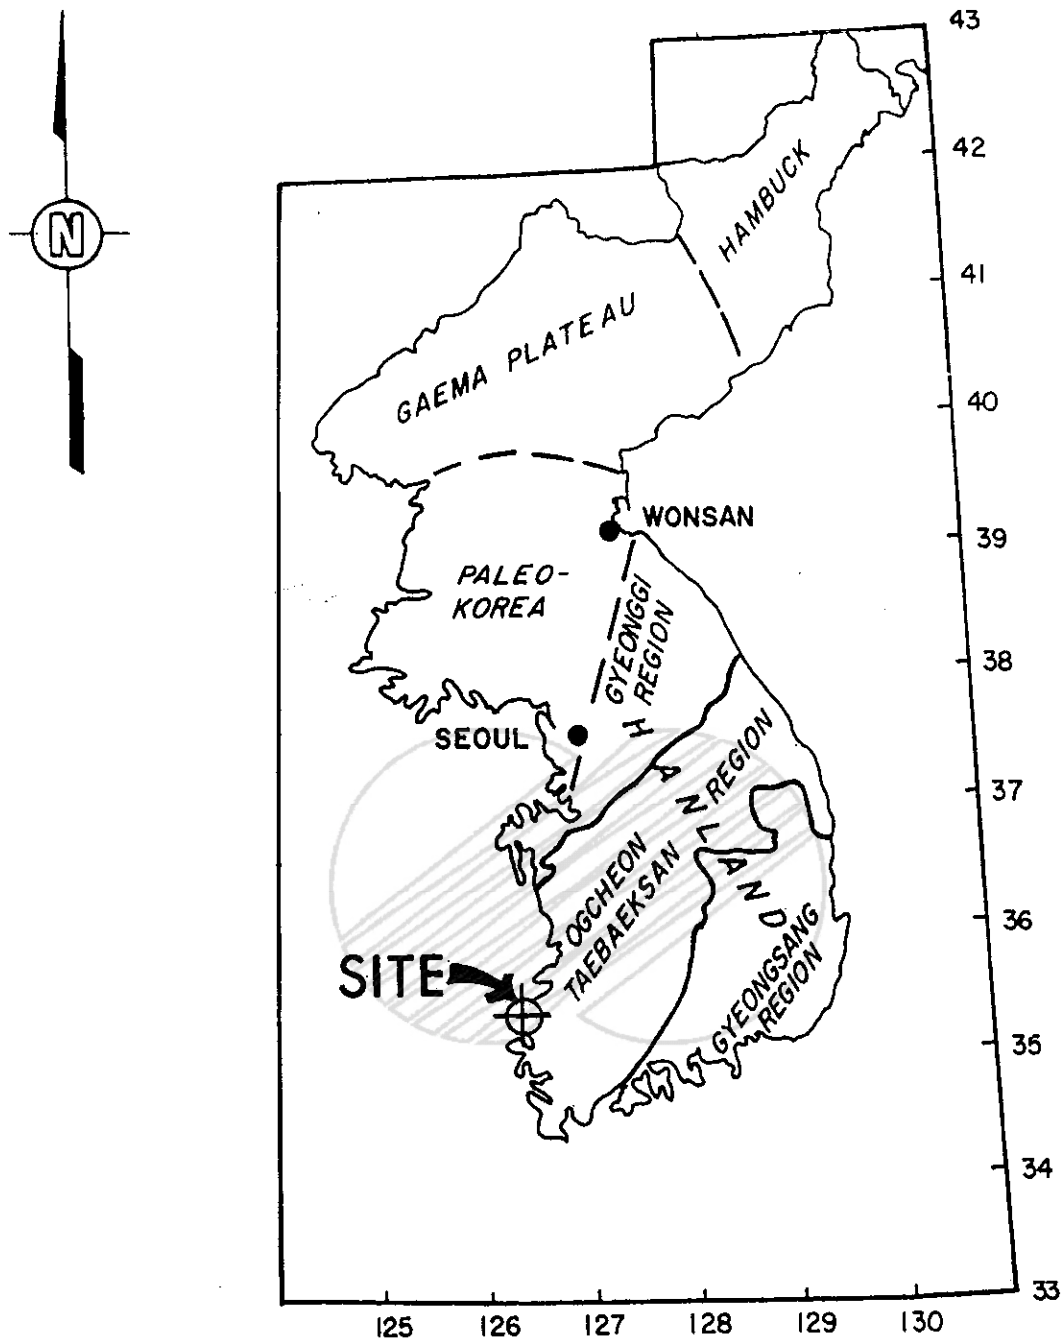 43
42
41
40
39
38
37
36
35
34
33
N
HAMBUCK
GAEMA PLATEAU
WONSAN
PALEO-
KOREA
GYEONGGI
REGION
SEOUL
HANLAND
OGCHEON
TAEBAEKSAN REGION
SITE
GYEONGSANG
REGION
125 126 127 128 129 130